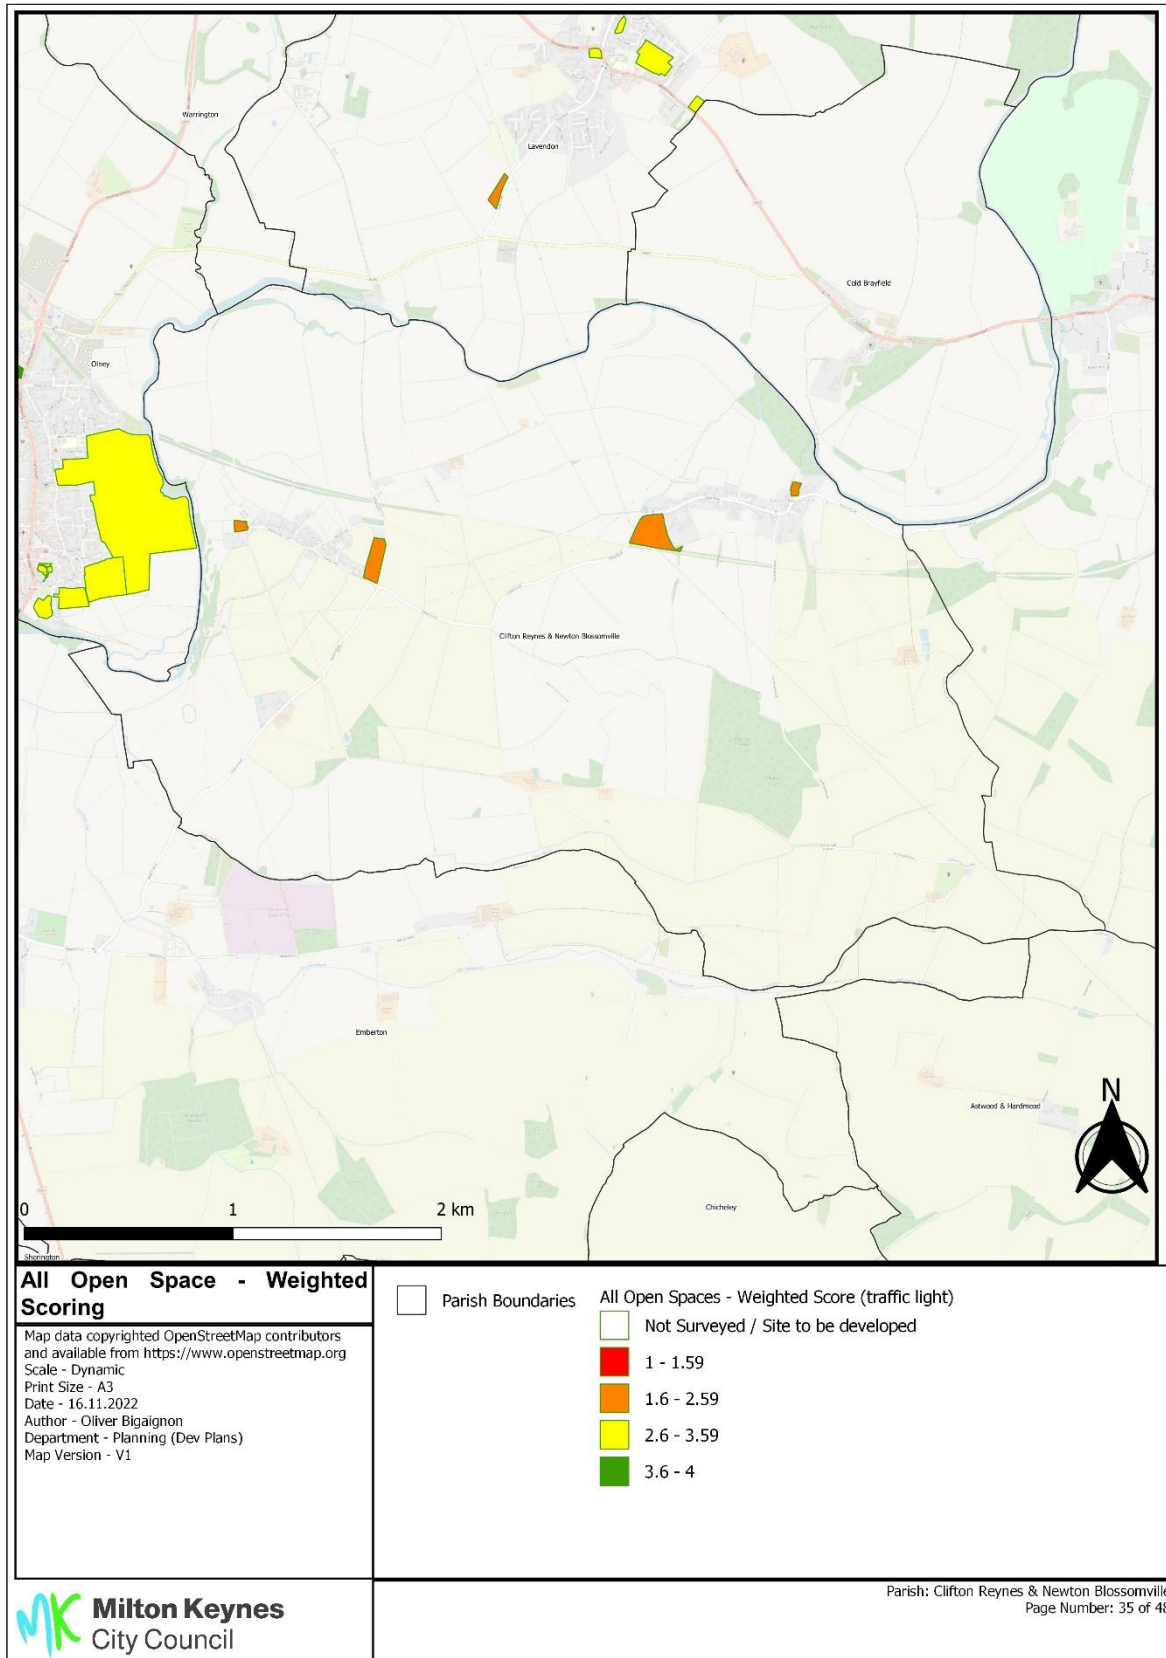 Warrington
Lavendon
Cold Brayfield
Olney
Clifton Reynes & Newton Blossomville
Emberton
Astwood & Hardmead
Chicheley
Sherington
N
0 1 2 km
All Open Space - Weighted
Scoring
Map data copyrighted OpenStreetMap contributors
and available from https://www.openstreetmap.org
Scale - Dynamic
Print Size - A3
Date - 16.11.2022
Author - Oliver Bigaignon
Department - Planning (Dev Plans)
Map Version - V1
Parish Boundaries
All Open Spaces - Weighted Score (traffic light)
Not Surveyed / Site to be developed
1 - 1.59
1.6 - 2.59
2.6 - 3.59
3.6 - 4
MK Milton Keynes
City Council
Parish: Clifton Reynes & Newton Blossomville
Page Number: 35 of 48